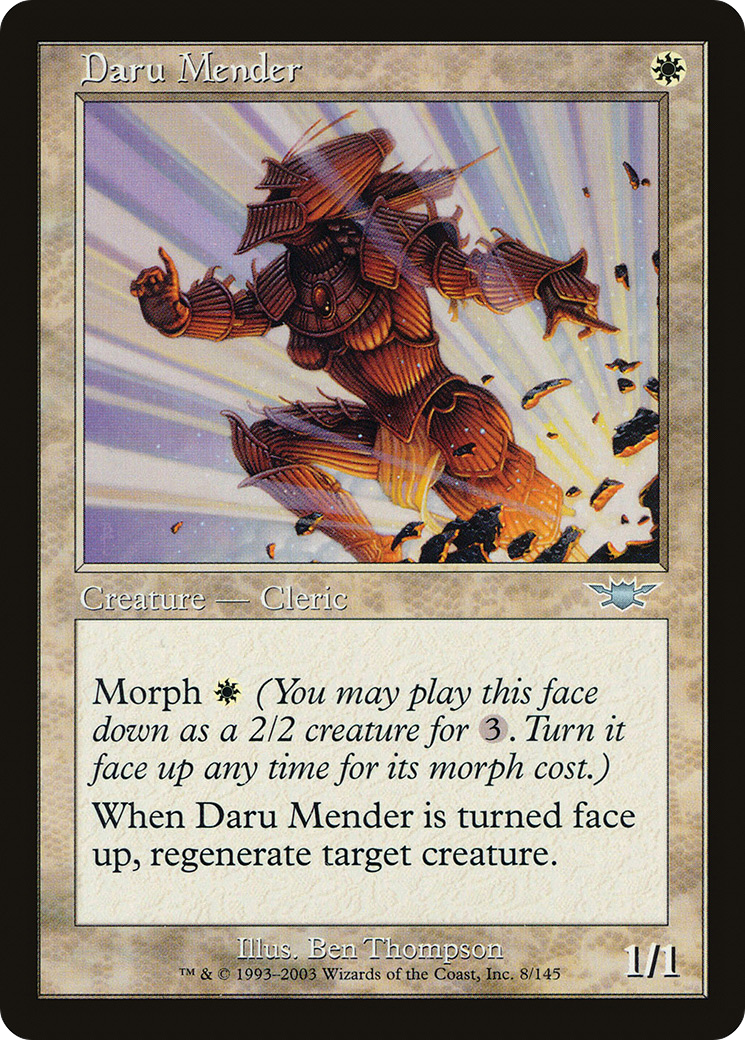 Daru Mender
Creature — Cleric
Morph (You may play this face
down as a 2/2 creature for 3. Turn it
face up any time for its morph cost.)
When Daru Mender is turned face
up, regenerate target creature.
Illus. Ben Thompson
™ & © 1993–2003 Wizards of the Coast, Inc. 8/145
1/1